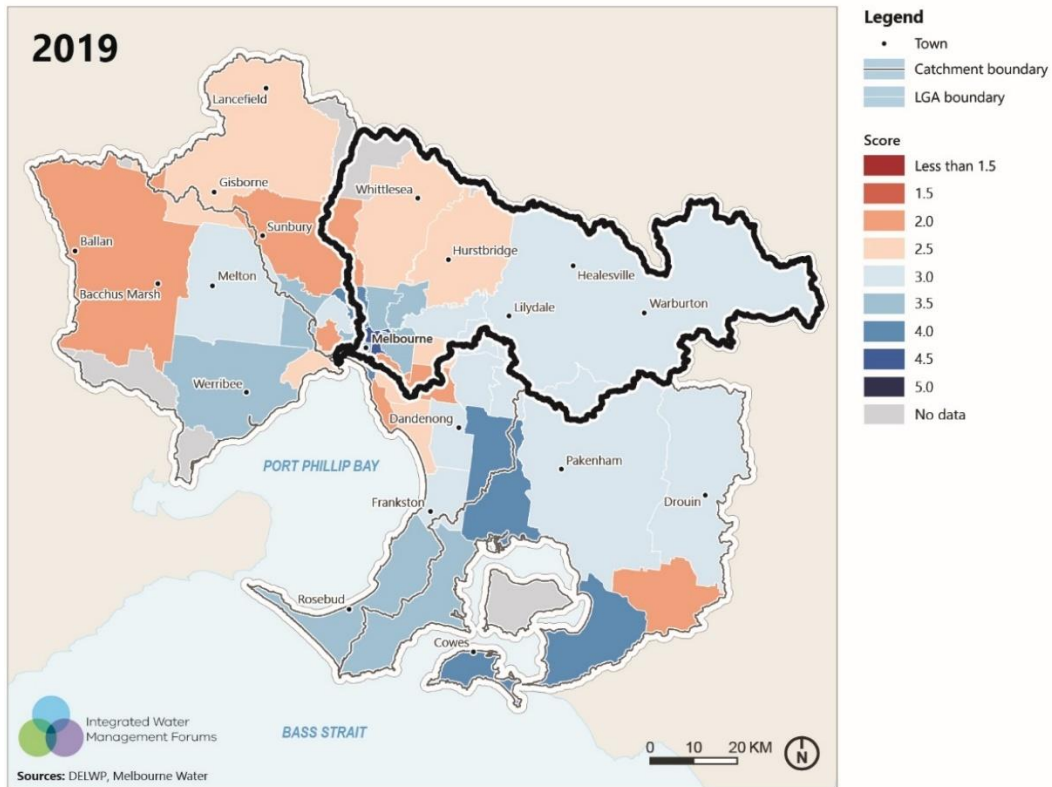 2019
Lancefield
Gisborne
Whittlesea
Sunbury
Hurstbridge
Ballan
Healesville
Melton
Bacchus Marsh
Lilydale
Warburton
Melbourne
Werribee
Dandenong
PORT PHILLIP BAY
Pakenham
Drouin
Frankston
Rosebud
Cowes
BASS STRAIT
Integrated Water
Management Forums
Sources: DELWP, Melbourne Water
0 10 20 KM
N
Legend
Town
Catchment boundary
LGA boundary
Score
Less than 1.5
1.5
2.0
2.5
3.0
3.5
4.0
4.5
5.0
No data